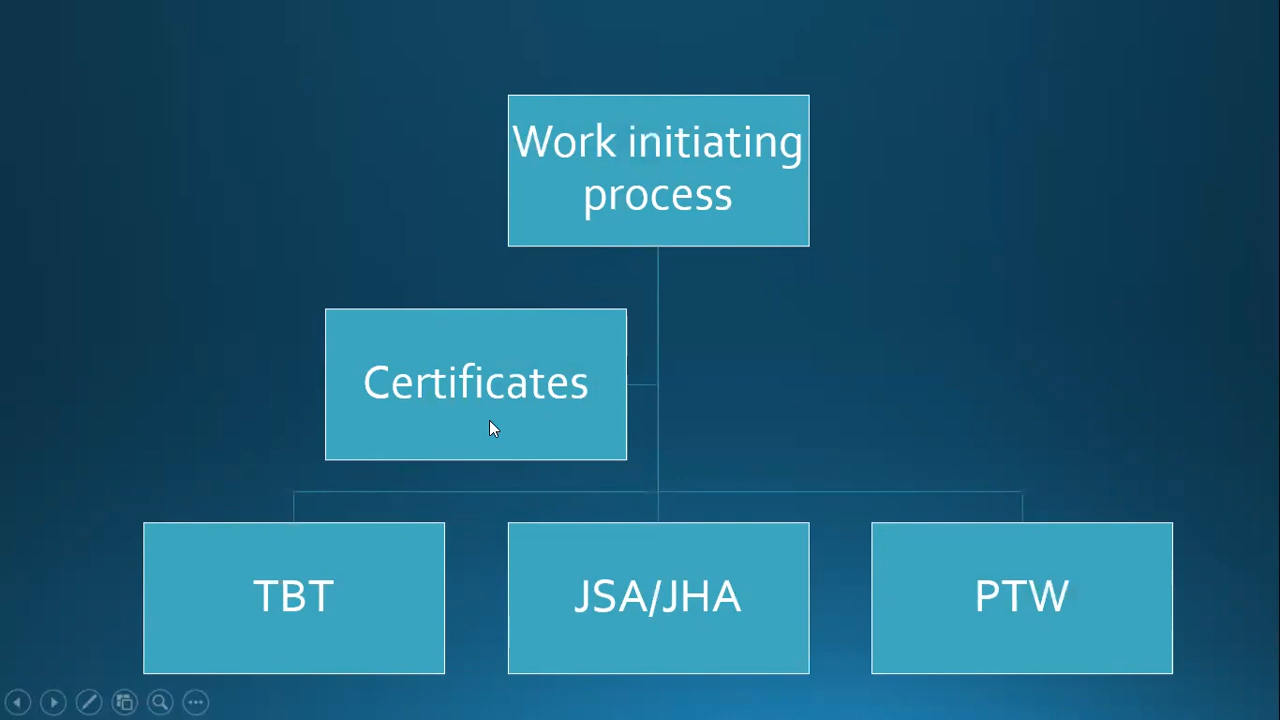 Work initiating
process
Certificates
TBT
JSA/JHA
PTW